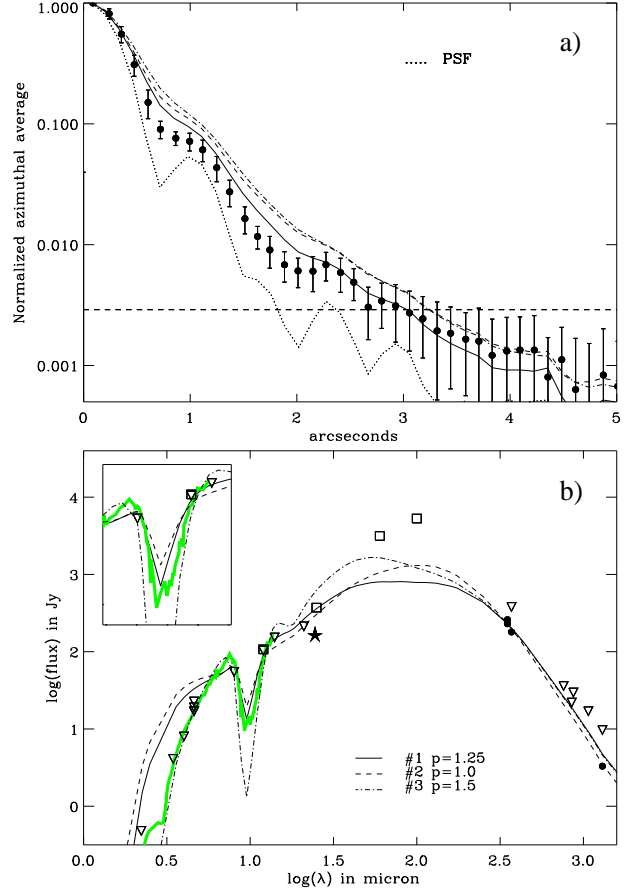 1.000
0.100
0.010
0.001
Normalized azimuthal average
a)
PSF
0 1 2 3 4 5
arcseconds
b)
4
3
2
1
0
log(flux) in Jy
#1 p=1.25
#2 p=1.0
#3 p=1.5
0.0 0.5 1.0 1.5 2.0 2.5 3.0
log(λ) in micron